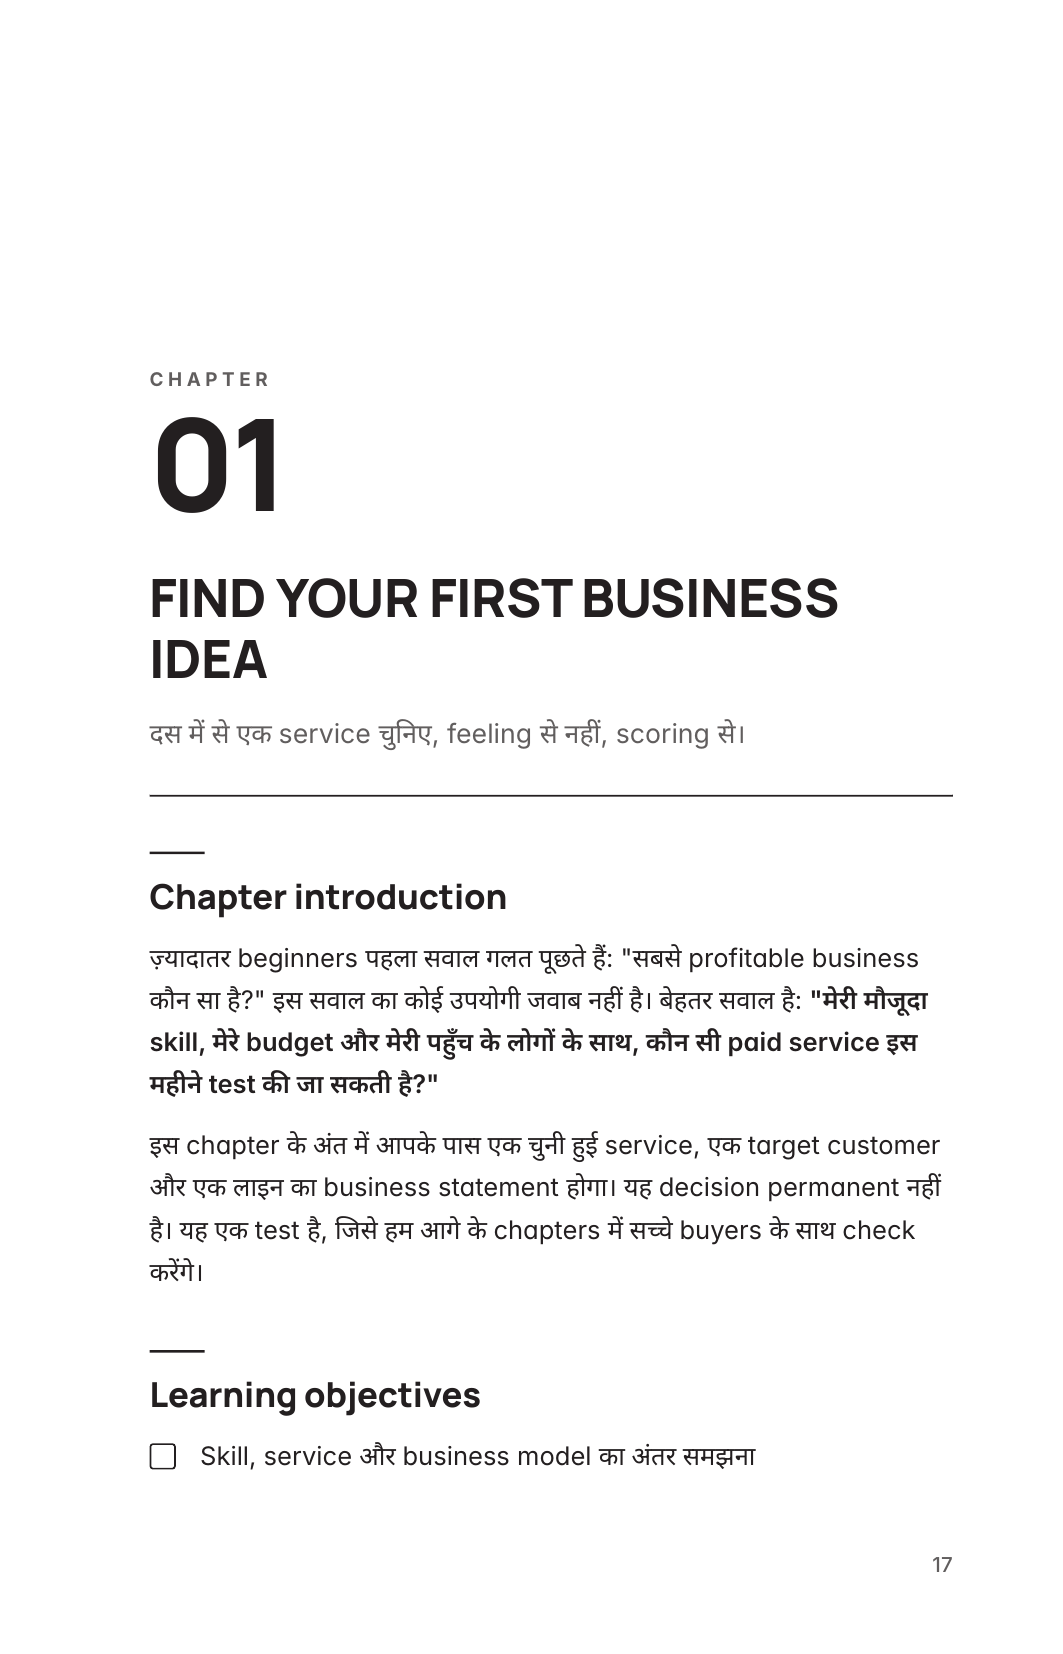 CHAPTER
01
FIND YOUR FIRST BUSINESS
IDEA
दस में से एक service चुनिए, feeling से नहीं, scoring से।
Chapter introduction
ज़्यादातर beginners पहला सवाल गलत पूछते हैं: "सबसे profitable business
कौन सा है?" इस सवाल का कोई उपयोगी जवाब नहीं है। बेहतर सवाल है: "मेरी मौजूदा
skill, मेरे budget और मेरी पहुँच के लोगों के साथ, कौन सी paid service इस
महीने test की जा सकती है?"
इस chapter के अंत में आपके पास एक चुनी हुई service, एक target customer
और एक लाइन का business statement होगा। यह decision permanent नहीं
है। यह एक test है, जिसे हम आगे के chapters में सच्चे buyers के साथ check
करेंगे।
Learning objectives
Skill, service और business model का अंतर समझना
17